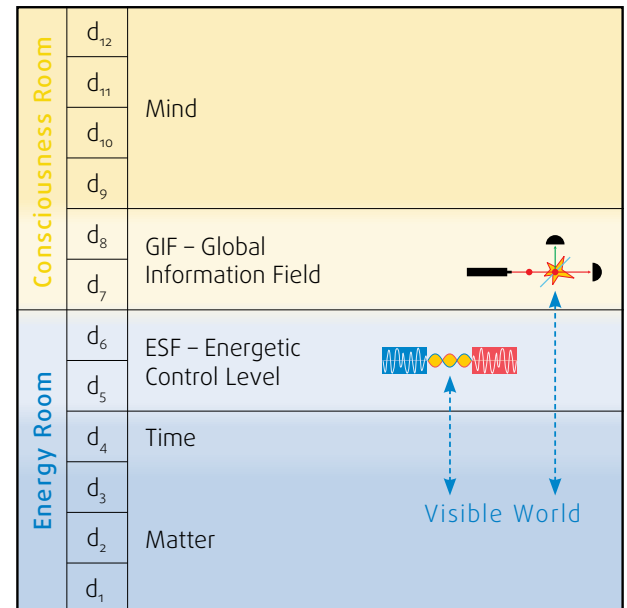 Consciousness Room
d₁₂
d₁₁
Mind
d₁₀
d₉
d₈
GIF – Global
Information Field
d₇
Energy Room
d₆
ESF – Energetic
Control Level
d₅
d₄
Time
d₃
Visible World
d₂
Matter
d₁